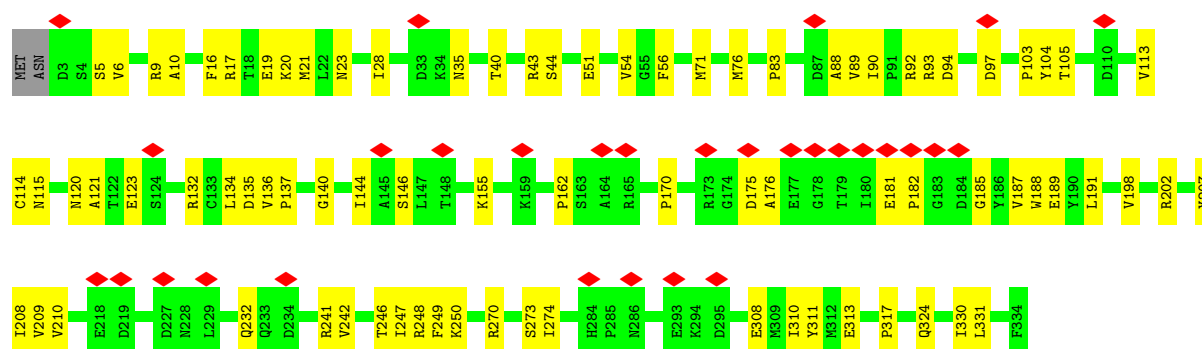 MET ASN D3 S4 S5 V6 R9 A10 F16 R17 T18 E19 K20 M21 L22 N23 I28 D33 K34 N35 T40 R43 S44 E51 V54 G55 F56 M71 M76 P83 D87 A88 V89 I90 P91 R92 R93 D94 D97 P103 Y104 T105 D110 V113
C114 N115 N120 A121 T122 E123 S124 R132 C133 L134 D135 V136 P137 G140 I144 A145 S146 L147 T148 K155 K159 P162 S163 A164 R165 P170 R173 G174 D175 A176 E177 G178 T179 I180 E181 P182 G183 D184 G185 Y186 V187 W188 E189 Y190 L191 V198 R202
I208 V209 V210 E218 D219 D227 N228 L229 Q232 Q233 D234 R241 V242 T246 I247 R248 F249 K250 R270 S273 I274 H284 P285 N286 E293 K294 D295 E308 M309 I310 Y311 M312 E313 P317 Q324 I330 L331 F334